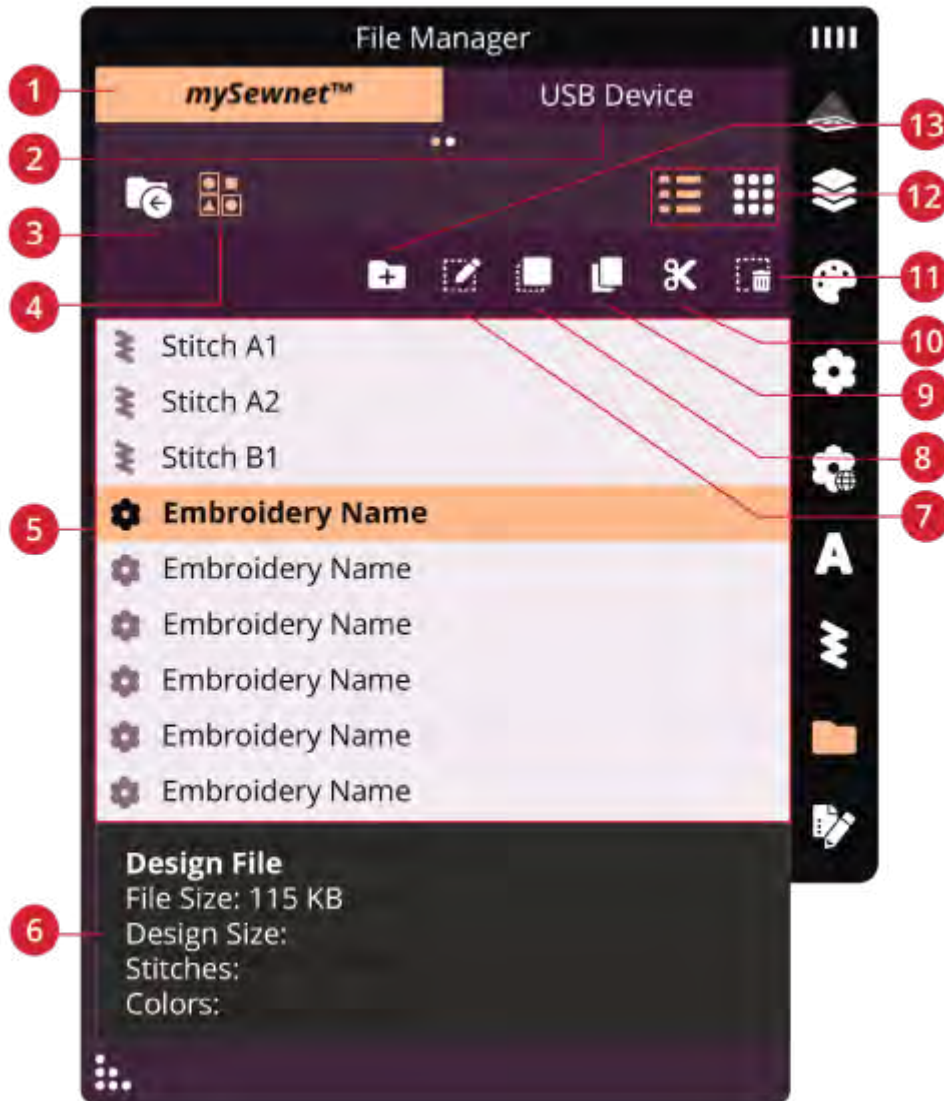 File Manager
mySewnet™
USB Device
1
2
3
4
5
6
7
8
9
10
11
12
13
Stitch A1
Stitch A2
Stitch B1
Embroidery Name
Embroidery Name
Embroidery Name
Embroidery Name
Embroidery Name
Embroidery Name
A
Design File
File Size: 115 KB
Design Size:
Stitches:
Colors: